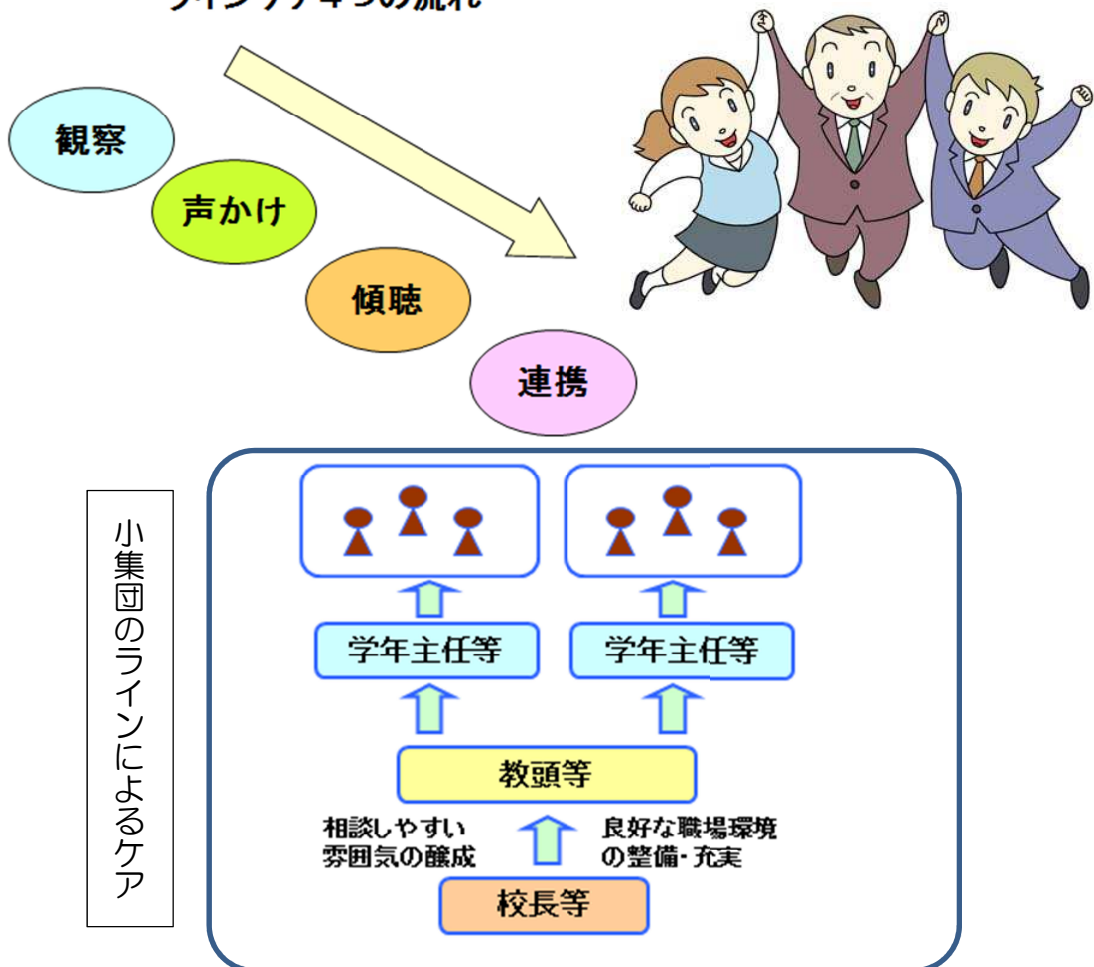 観察
声かけ
傾聴
連携
小集団のラインによるケア
学年主任等
学年主任等
教頭等
相談しやすい
雰囲気の醸成
良好な職場環境
の整備・充実
校長等